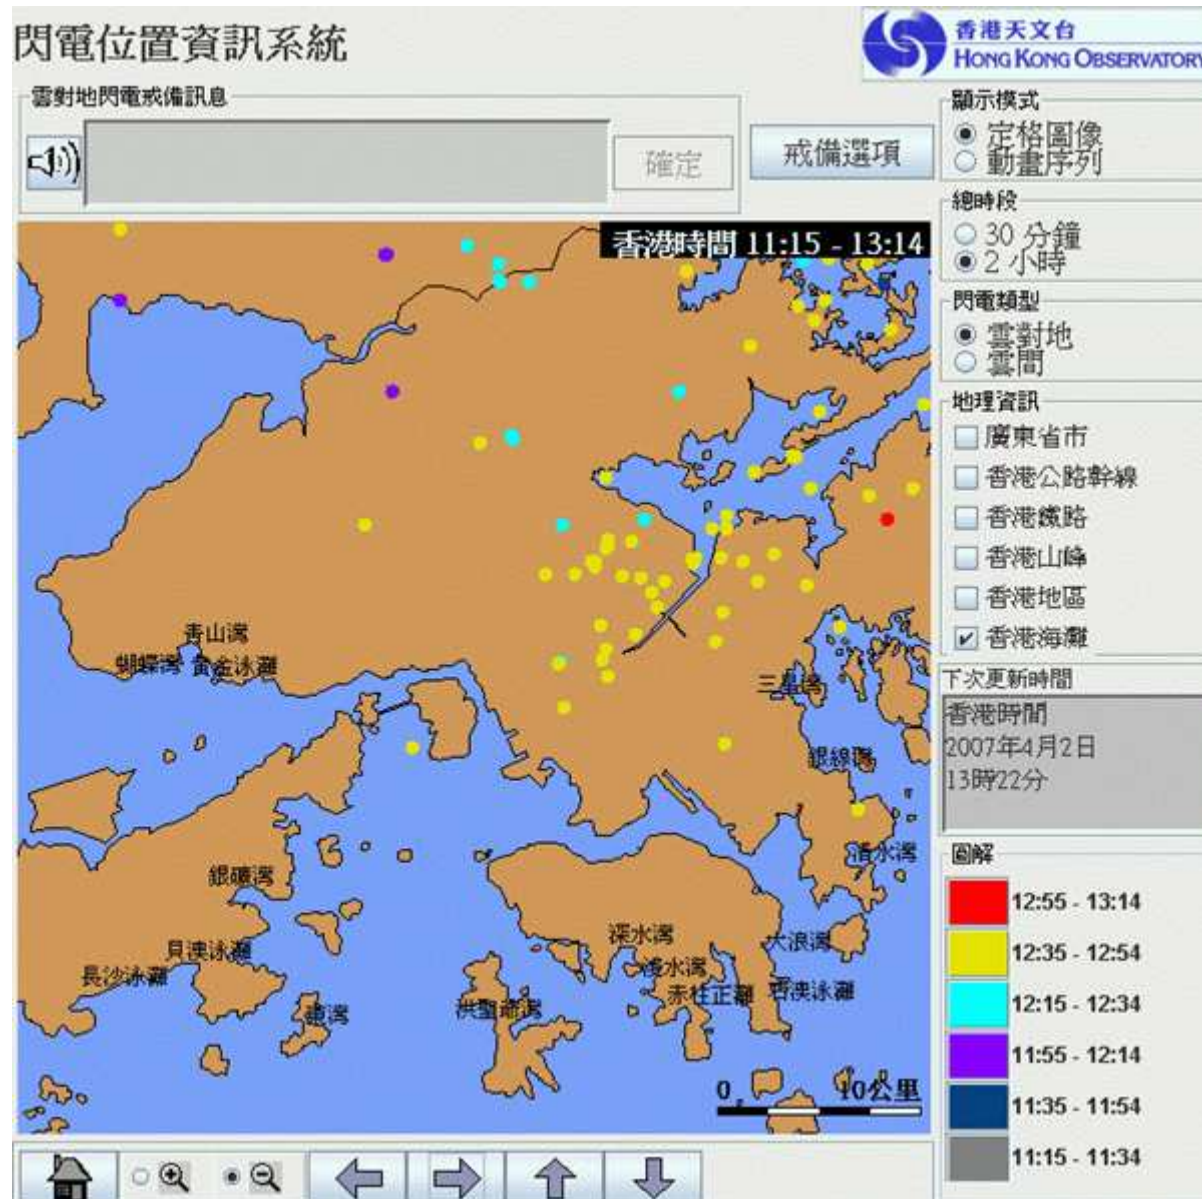 閃電位置資訊系統
香港天文台
HONG KONG OBSERVATORY
雲對地閃電戒備訊息
確定
戒備選項
顯示模式
定格圖像
動畫序列
總時段
30 分鐘
2 小時
閃電類型
雲對地
雲間
地理資訊
廣東省市
香港公路幹線
香港鐵路
香港山峰
香港地區
香港海灘
下次更新時間
香港時間
2007年4月2日
13時22分
圖解
12:55 - 13:14
12:35 - 12:54
12:15 - 12:34
11:55 - 12:14
11:35 - 11:54
11:15 - 11:34
香港時間 11:15 - 13:14
青山灣
蝴蝶灣
黃金泳灘
三星灣
銀線灣
清水灣
銀礦灣
貝澳泳灘
長沙泳灘
洪聖爺灣
深水灣
淺水灣
赤柱正灘
大浪灣
石澳泳灘
0
10公里